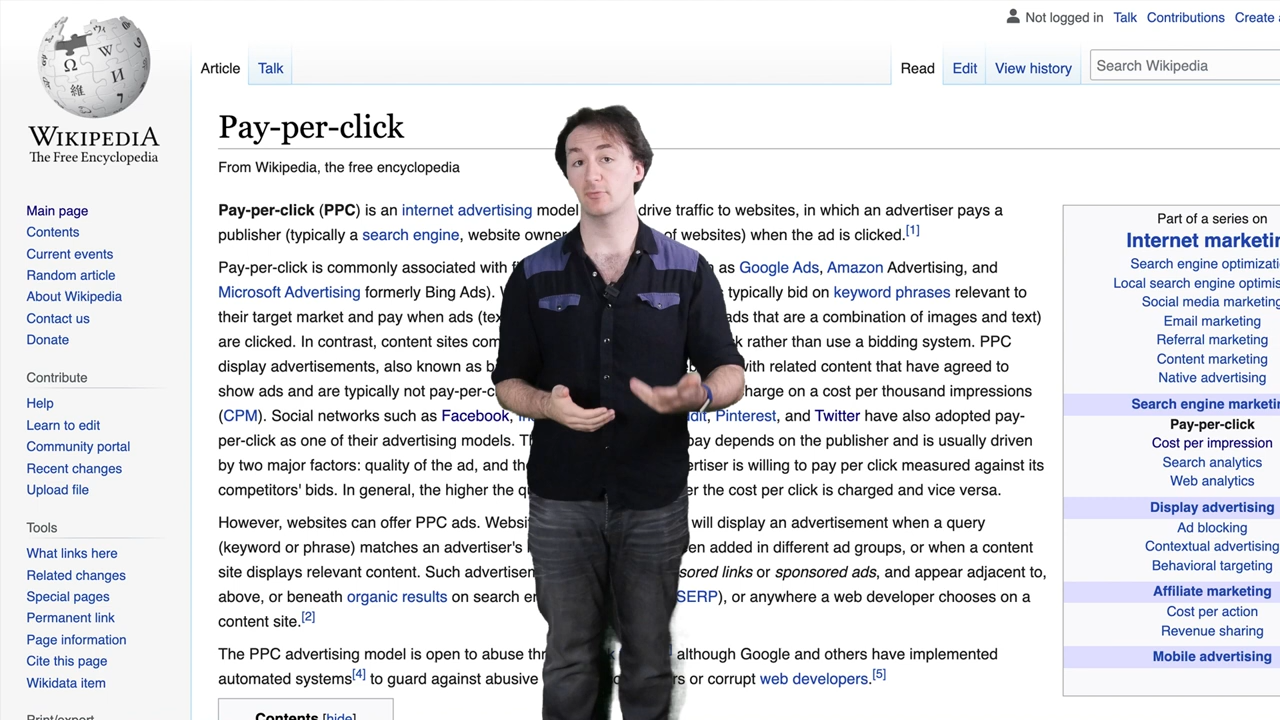 Not logged in Talk Contributions Create
Article Talk Read Edit View history Search Wikipedia
WIKIPEDIA
The Free Encyclopedia
Main page
Contents
Current events
Random article
About Wikipedia
Contact us
Donate
Contribute
Help
Learn to edit
Community portal
Recent changes
Upload file
Tools
What links here
Related changes
Special pages
Permanent link
Page information
Cite this page
Wikidata item
Print/export
Pay-per-click
From Wikipedia, the free encyclopedia
Pay-per-click (PPC) is an internet advertising model drive traffic to websites, in which an advertiser pays a
publisher (typically a search engine, website owner of websites) when the ad is clicked.[1]
Pay-per-click is commonly associated with as Google Ads, Amazon Advertising, and
Microsoft Advertising formerly Bing Ads). typically bid on keyword phrases relevant to
their target market and pay when ads ads that are a combination of images and text)
are clicked. In contrast, content sites rather than use a bidding system. PPC
display advertisements, also known as with related content that have agreed to
show ads and are typically not charge on a cost per thousand impressions
(CPM). Social networks such as Facebook, Pinterest, and Twitter have also adopted pay-
per-click as one of their advertising models. pay depends on the publisher and is usually driven
by two major factors: quality of the ad, and is willing to pay per click measured against its
competitors' bids. In general, the higher the the cost per click is charged and vice versa.
However, websites can offer PPC ads. will display an advertisement when a query
(keyword or phrase) matches an advertiser's added in different ad groups, or when a content
site displays relevant content. Such or sponsored ads, and appear adjacent to,
above, or beneath organic results on search SERP), or anywhere a web developer chooses on a
content site.[2]
The PPC advertising model is open to abuse although Google and others have implemented
automated systems[4] to guard against abusive or corrupt web developers.[5]
Contents [hide]
Part of a series on
Internet
Search engine
Local search engine
Social media marketing
Email marketing
Referral marketing
Content marketing
Native advertising
Search engine
Pay-per-click
Cost per impression
Search analytics
Web analytics
Display advertising
Ad blocking
Contextual advertising
Behavioral targeting
Affiliate marketing
Cost per action
Revenue sharing
Mobile advertising